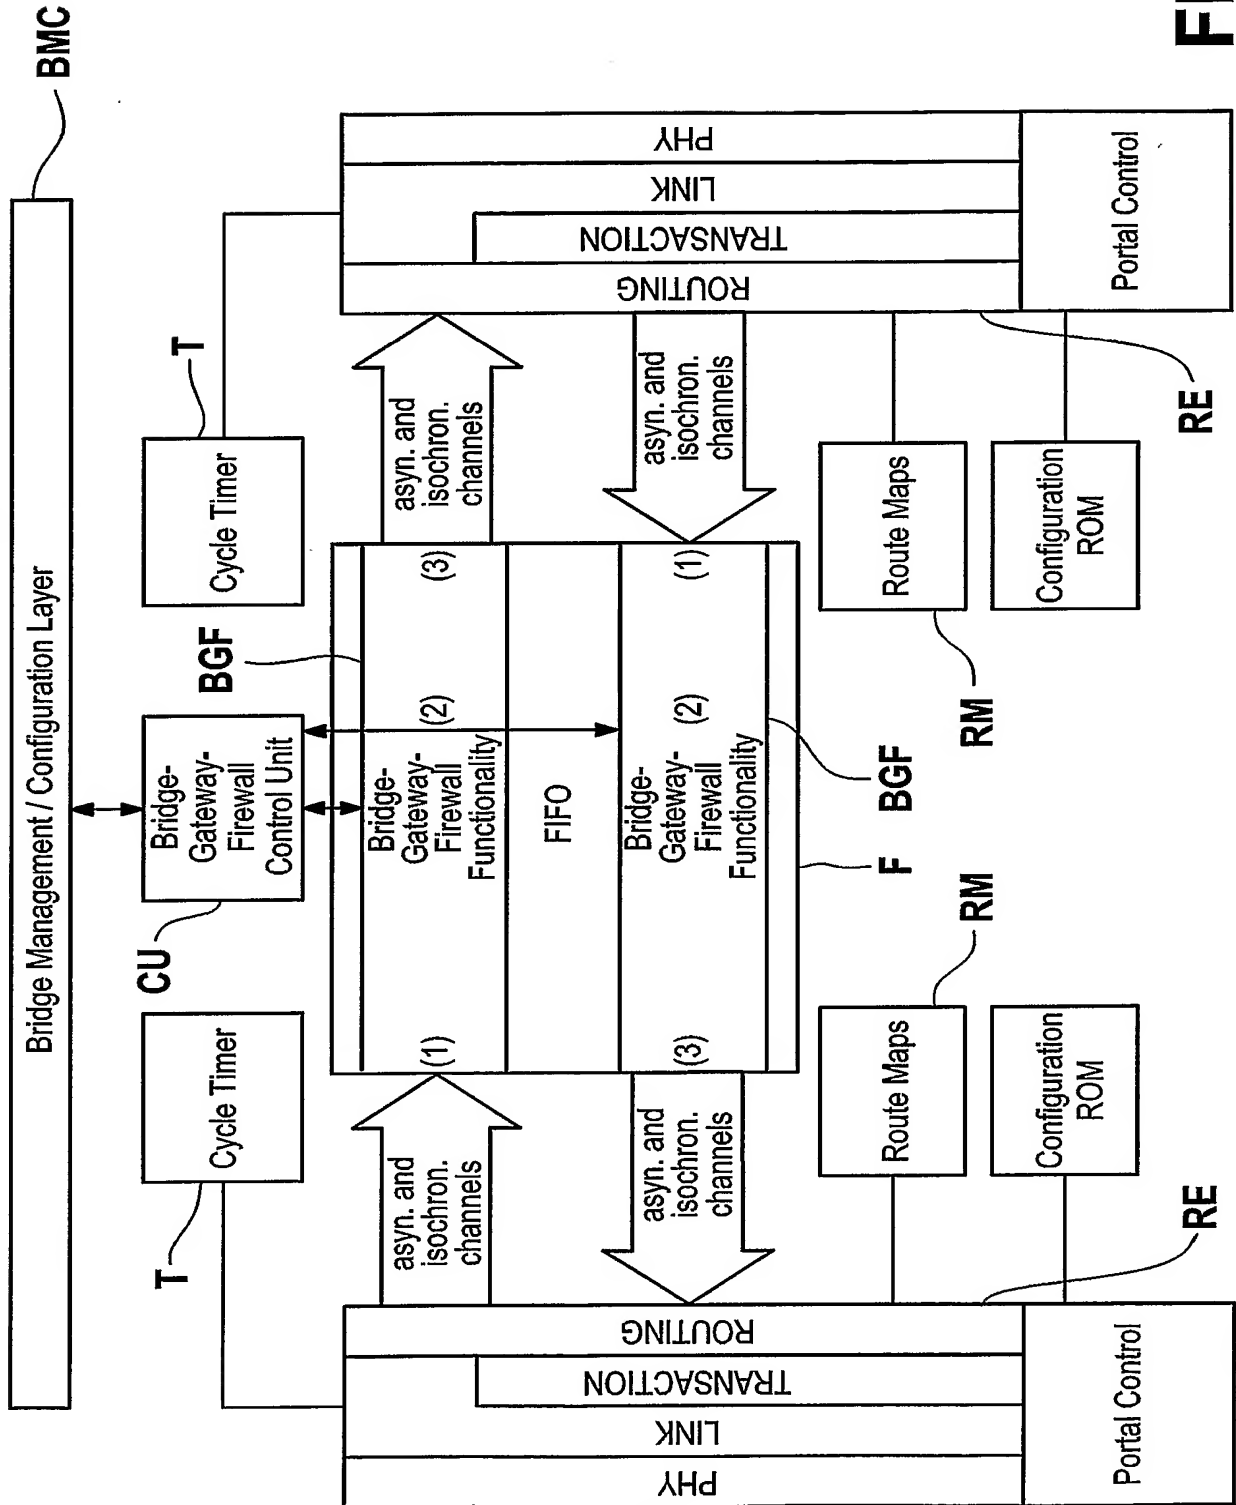 BMC
Bridge Management / Configuration Layer
T
Cycle Timer
CU
Bridge-
Gateway-
Firewall
Control Unit
BGF
T
Cycle Timer
PHY
LINK
TRANSACTION
ROUTING
Portal Control
asyn. and
isochron.
channels
(1)
Bridge-
Gateway-
Firewall
Functionality
(2)
(3)
asyn. and
isochron.
channels
FIFO
asyn. and
isochron.
channels
(3)
Bridge-
Gateway-
Firewall
Functionality
(2)
(1)
asyn. and
isochron.
channels
ROUTING
TRANSACTION
LINK
PHY
Portal Control
F
BGF
Route Maps
RM
Route Maps
RM
Configuration
ROM
Configuration
ROM
RE
RE